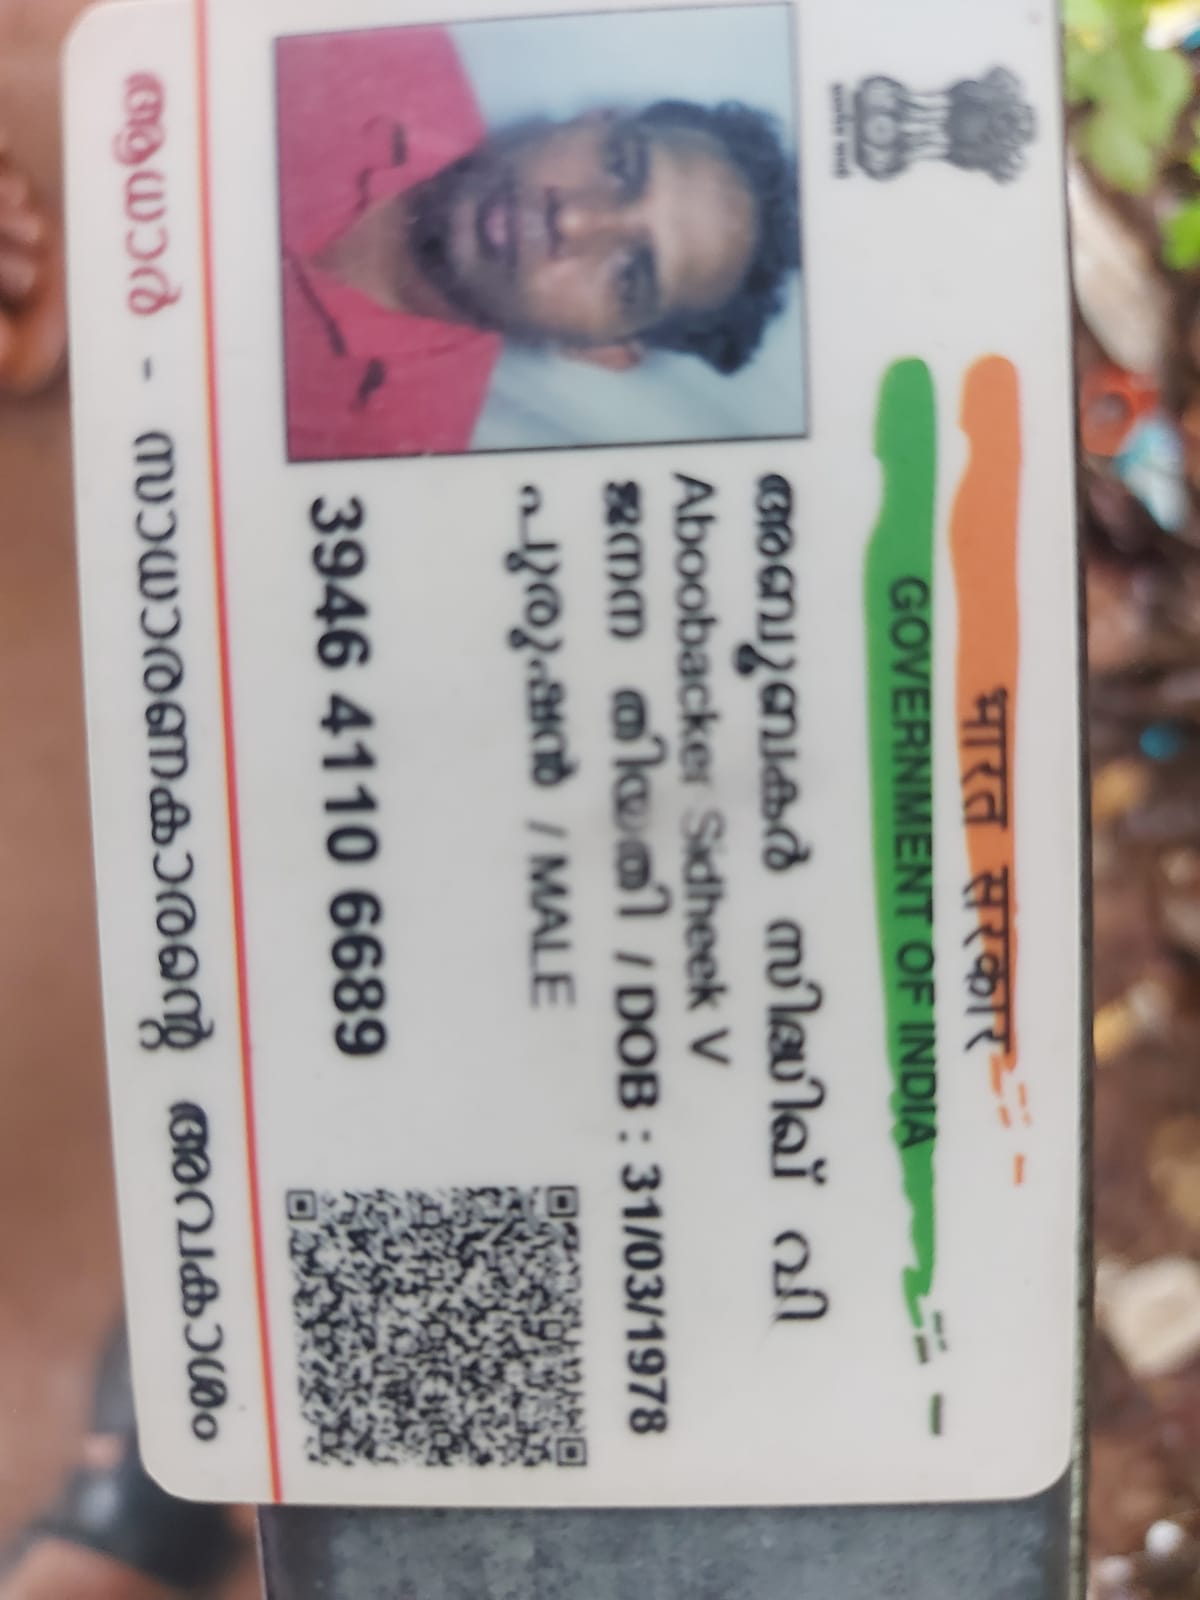 भारत सरकार
GOVERNMENT OF INDIA
അബൂബക്കർ സിദ്ധീഖ് വി
Aboobacker Sidheek V
ജനന തിയതി / DOB : 31/03/1978
പുരുഷൻ / MALE
3946 4110 6689
ആധാർ - സാധാരണക്കാരന്റെ അവകാശം